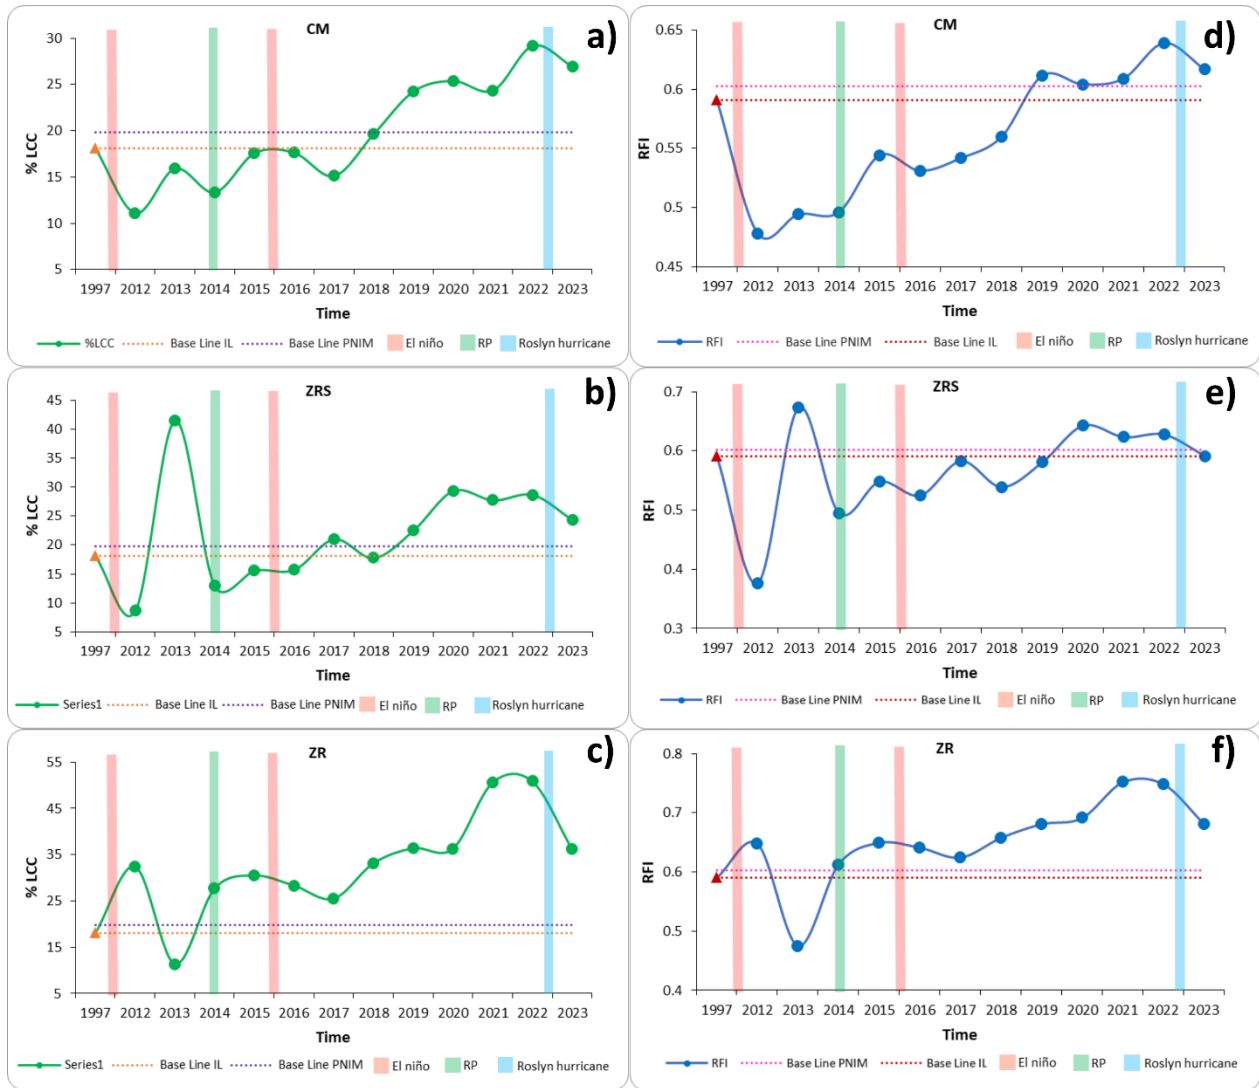 CM
a)
30
25
20
15
10
5
% LCC
1997 2012 2013 2014 2015 2016 2017 2018 2019 2020 2021 2022 2023
Time
%LCC Base Line IL Base Line PNIM El niño RP Roslyn hurricane
CM
d)
0.65
0.6
0.55
0.5
0.45
RFI
1997 2012 2013 2014 2015 2016 2017 2018 2019 2020 2021 2022 2023
Time
RFI Base Line PNIM Base Line IL El niño RP Roslyn hurricane
ZRS
b)
45
40
35
30
25
20
15
10
5
% LCC
1997 2012 2013 2014 2015 2016 2017 2018 2019 2020 2021 2022 2023
Time
Series1 Base Line IL Base Line PNIM El niño RP Roslyn hurricane
ZRS
e)
0.7
0.6
0.5
0.4
0.3
RFI
1997 2012 2013 2014 2015 2016 2017 2018 2019 2020 2021 2022 2023
Time
RFI Base Line PNIM Base Line IL El niño RP Roslyn hurricane
ZR
c)
55
45
35
25
15
5
% LCC
1997 2012 2013 2014 2015 2016 2017 2018 2019 2020 2021 2022 2023
Time
Series1 Base Line IL Base Line PNIM El niño RP Roslyn hurricane
ZR
f)
0.8
0.7
0.6
0.5
0.4
RFI
1997 2012 2013 2014 2015 2016 2017 2018 2019 2020 2021 2022 2023
Time
RFI Base Line PNIM Base Line IL El niño RP Roslyn hurricane